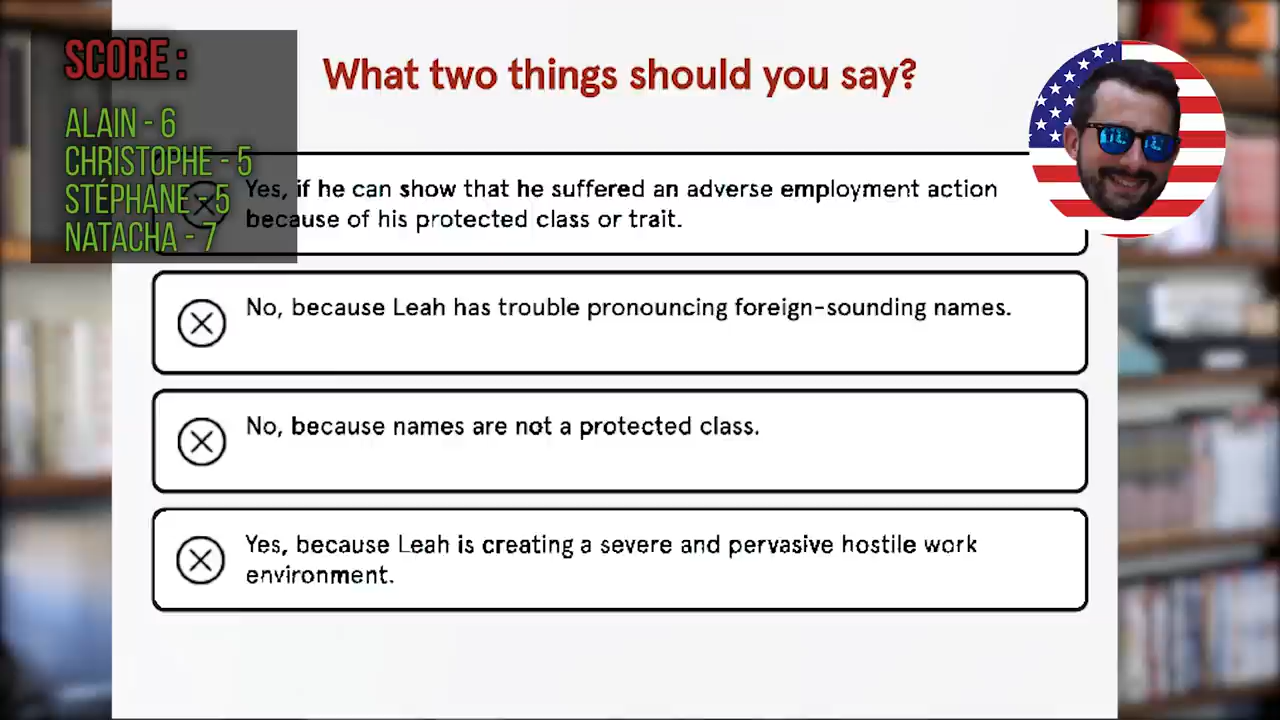 SCORE :
ALAIN - 6
CHRISTOPHE - 5
STÉPHANE - 5
NATACHA - 7
What two things should you say?
Yes, if he can show that he suffered an adverse employment action
because of his protected class or trait.
No, because Leah has trouble pronouncing foreign-sounding names.
No, because names are not a protected class.
Yes, because Leah is creating a severe and pervasive hostile work
environment.